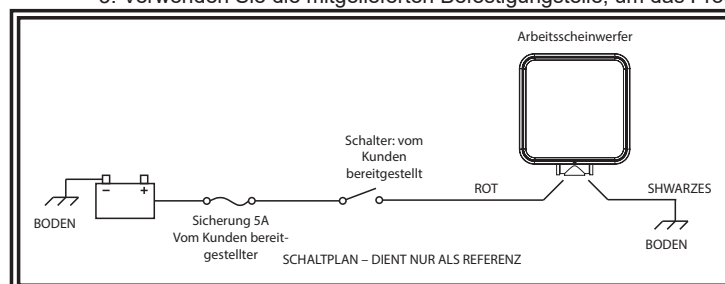 Arbeitsscheinwerfer
Schalter: vom
Kunden
bereitgestellt
ROT
SHWARZES
– +
BODEN
Sicherung 5A
Vom Kunden bereit-
gestellter
BODEN
SCHALTPLAN – DIENT NUR ALS REFERENZ